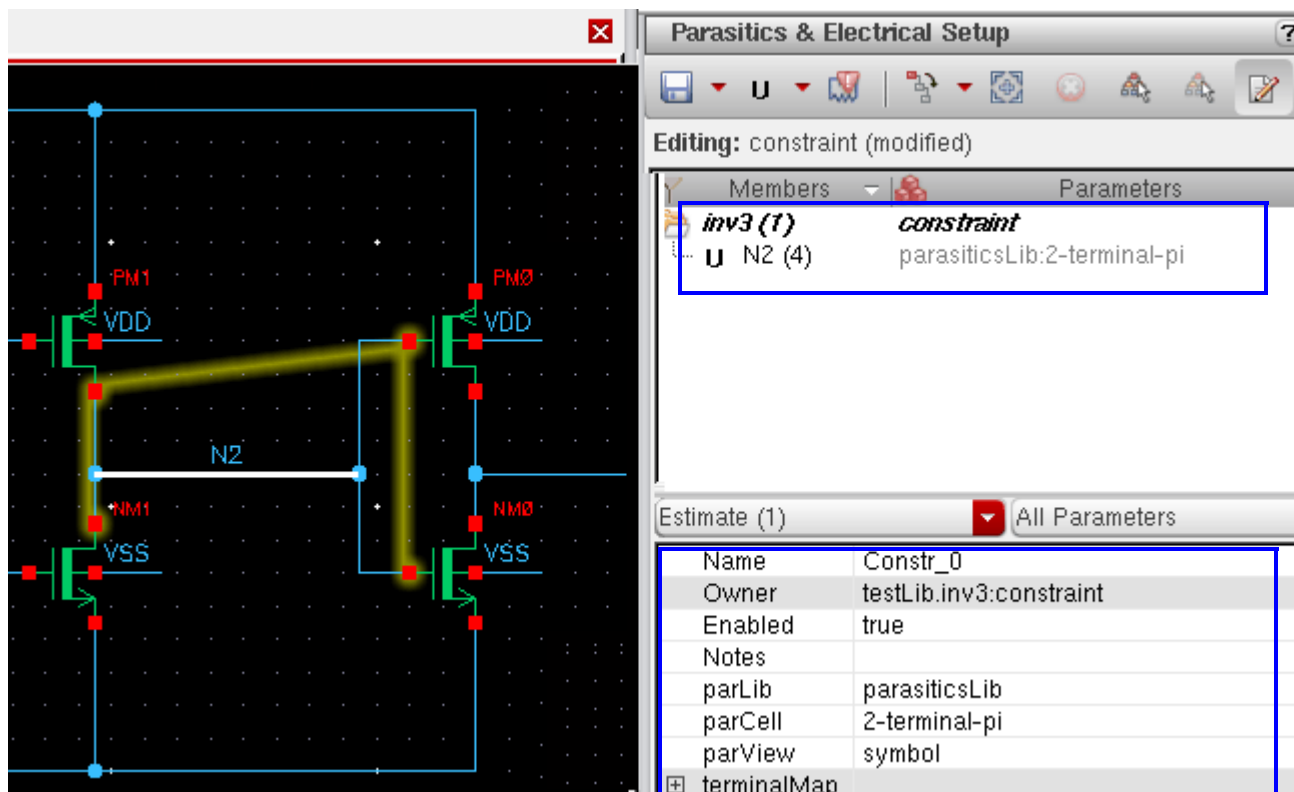 Parasitics & Electrical Setup
?
U
Editing: constraint (modified)
Members Parameters
inv3 (1) constraint
U N2 (4) parasiticsLib:2-terminal-pi
PM1
PMØ
VDD
VDD
N2
NM1
NMØ
VSS
VSS
Estimate (1) All Parameters
Name Constr_0
Owner testLib.inv3:constraint
Enabled true
Notes
parLib parasiticsLib
parCell 2-terminal-pi
parView symbol
terminalMap